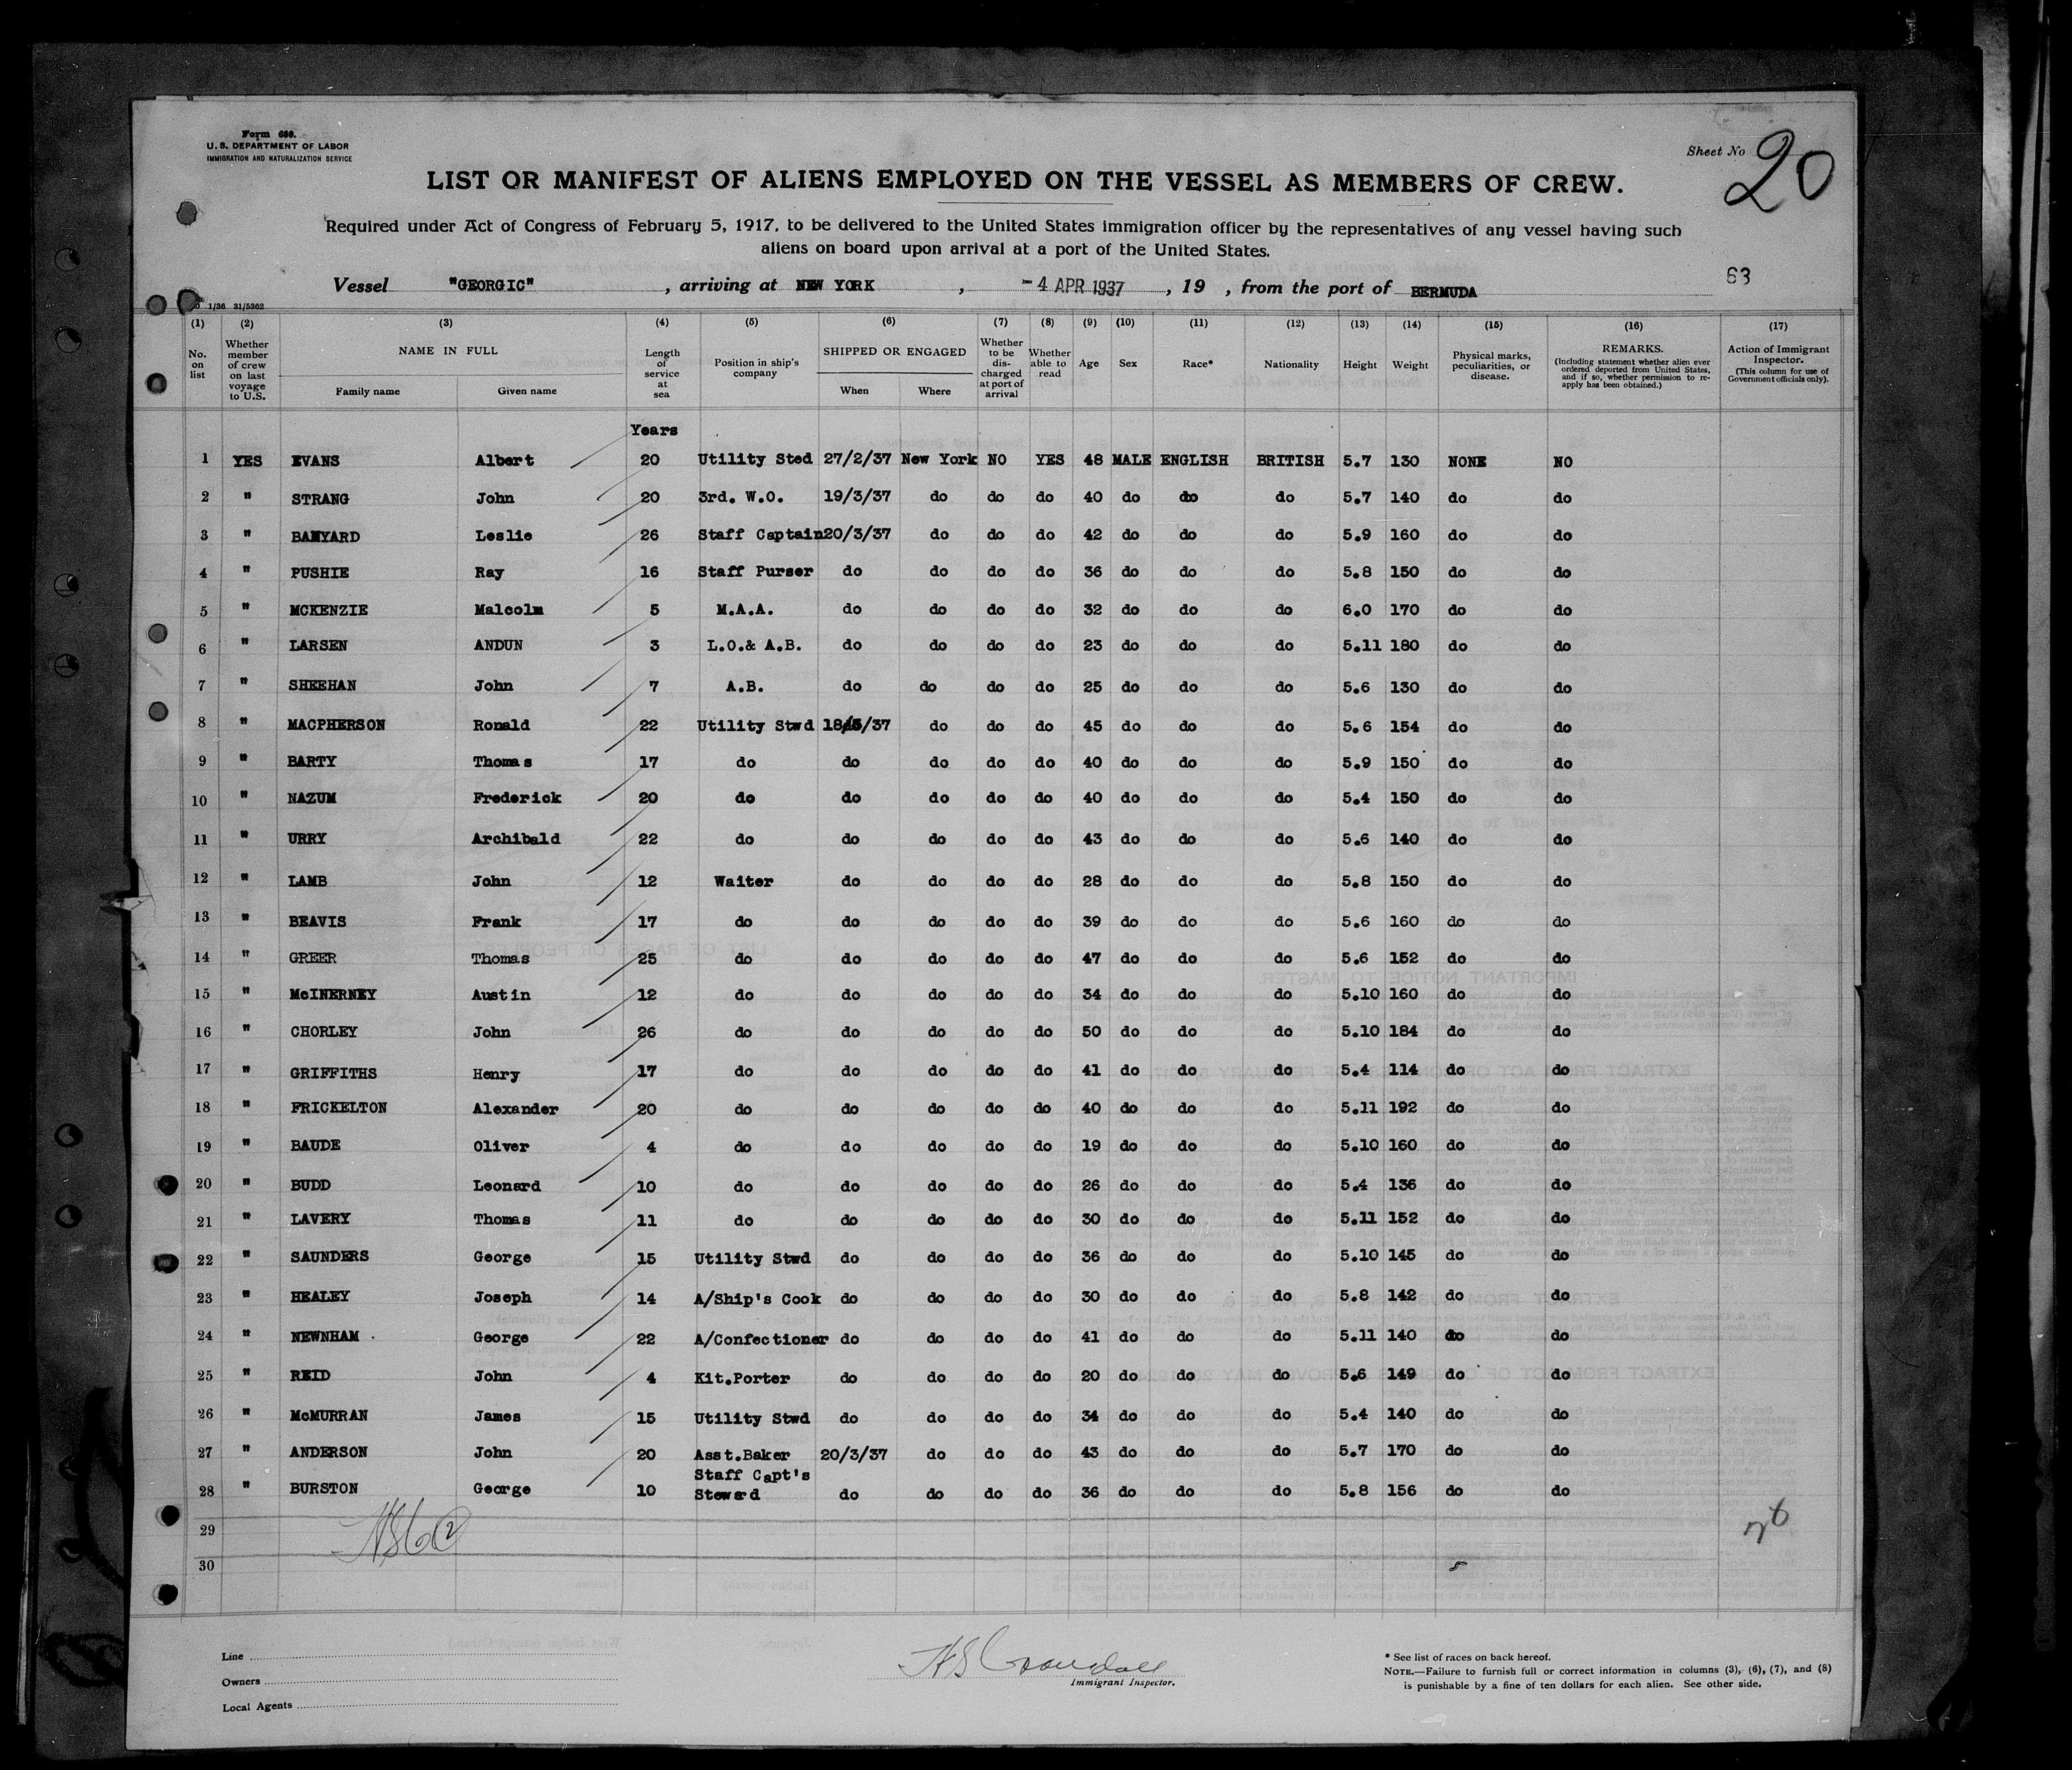 Form 680.
U. S. DEPARTMENT OF LABOR
IMMIGRATION AND NATURALIZATION SERVICE
Sheet No 20
LIST OR MANIFEST OF ALIENS EMPLOYED ON THE VESSEL AS MEMBERS OF CREW.
Required under Act of Congress of February 5, 1917, to be delivered to the United States immigration officer by the representatives of any vessel having such
aliens on board upon arrival at a port of the United States.
63
Vessel "GEORGIC", arriving at NEW YORK, -4 APR 1937, 19 , from the port of BERMUDA
1/36 31/5362
(1) (2) (3) (4) (5) (6) (7) (8) (9) (10) (11) (12) (13) (14) (15) (16) (17)
No. on list
Whether member of crew on last voyage to U.S.
NAME IN FULL
Family name Given name
Length of service at sea
Position in ship's company
SHIPPED OR ENGAGED
When Where
Whether to be discharged at port of arrival
Whether able to read
Age
Sex
Race*
Nationality
Height
Weight
Physical marks, peculiarities, or disease.
REMARKS.
(Including statement whether alien ever ordered deported from United States, and if so, whether permission to re-apply has been obtained.)
Action of Immigrant Inspector.
(This column for use of Government officials only).
Years
1 YES EVANS Albert 20 Utility Sted 27/2/37 New York NO YES 48 MALE ENGLISH BRITISH 5.7 130 NONE NO
2 " STRANG John 20 3rd. W.O. 19/3/37 do do do 40 do do do 5.7 140 do do
3 " BANYARD Leslie 26 Staff Captain 20/3/37 do do do 42 do do do 5.9 160 do do
4 " PUSHIE Ray 16 Staff Purser do do do do 36 do do do 5.8 150 do do
5 " MCKENZIE Malcolm 5 M.A.A. do do do do 32 do do do 6.0 170 do do
6 " LARSEN ANDUN 3 L.O.& A.B. do do do do 23 do do do 5.11 180 do do
7 " SHEEHAN John 7 A.B. do do do do 25 do do do 5.6 130 do do
8 " MACPHERSON Ronald 22 Utility Stwd 18/3/37 do do do 45 do do do 5.6 154 do do
9 " BARTY Thomas 17 do do do do do 40 do do do 5.9 150 do do
10 " NAZUM Frederick 20 do do do do do 40 do do do 5.4 150 do do
11 " URRY Archibald 22 do do do do do 43 do do do 5.6 140 do do
12 " LAMB John 12 Waiter do do do do 28 do do do 5.8 150 do do
13 " BEAVIS Frank 17 do do do do do 39 do do do 5.6 160 do do
14 " GREER Thomas 25 do do do do do 47 do do do 5.6 152 do do
15 " McINERNEY Austin 12 do do do do do 34 do do do 5.10 160 do do
16 " CHORLEY John 26 do do do do do 50 do do do 5.10 184 do do
17 " GRIFFITHS Henry 17 do do do do do 41 do do do 5.4 114 do do
18 " FRICKELTON Alexander 20 do do do do do 40 do do do 5.11 192 do do
19 " BAUDE Oliver 4 do do do do do 19 do do do 5.10 160 do do
20 " BUDD Leonard 10 do do do do do 26 do do do 5.4 136 do do
21 " LAVERY Thomas 11 do do do do do 30 do do do 5.11 152 do do
22 " SAUNDERS George 15 Utility Stwd do do do do 36 do do do 5.10 145 do do
23 " HEALEY Joseph 14 A/Ship's Cook do do do do 30 do do do 5.8 142 do do
24 " NEWNHAM George 22 A/Confectioner do do do do 41 do do do 5.11 140 do do
25 " REID John 4 Kit.Porter do do do do 20 do do do 5.6 149 do do
26 " McMURRAN James 15 Utility Stwd do do do do 34 do do do 5.4 140 do do
27 " ANDERSON John 20 Asst.Baker 20/3/37 do do do 43 do do do 5.7 170 do do
28 " BURSTON George 10 Staff Capt's Steward do do do do 36 do do do 5.8 156 do do
29
30
Line
Owners
Local Agents
Immigrant Inspector.
* See list of races on back hereof.
NOTE.—Failure to furnish full or correct information in columns (3), (6), (7), and (8)
is punishable by a fine of ten dollars for each alien. See other side.